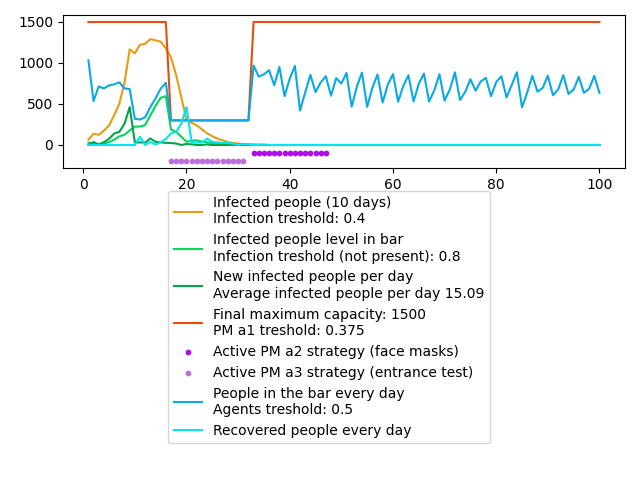 1500
1000
500
0
0
20
40
60
80
100
Infected people (10 days)
Infection treshold: 0.4
Infected people level in bar
Infection treshold (not present): 0.8
New infected people per day
Average infected people per day 15.09
Final maximum capacity: 1500
PM a1 treshold: 0.375
Active PM a2 strategy (face masks)
Active PM a3 strategy (entrance test)
People in the bar every day
Agents treshold: 0.5
Recovered people every day